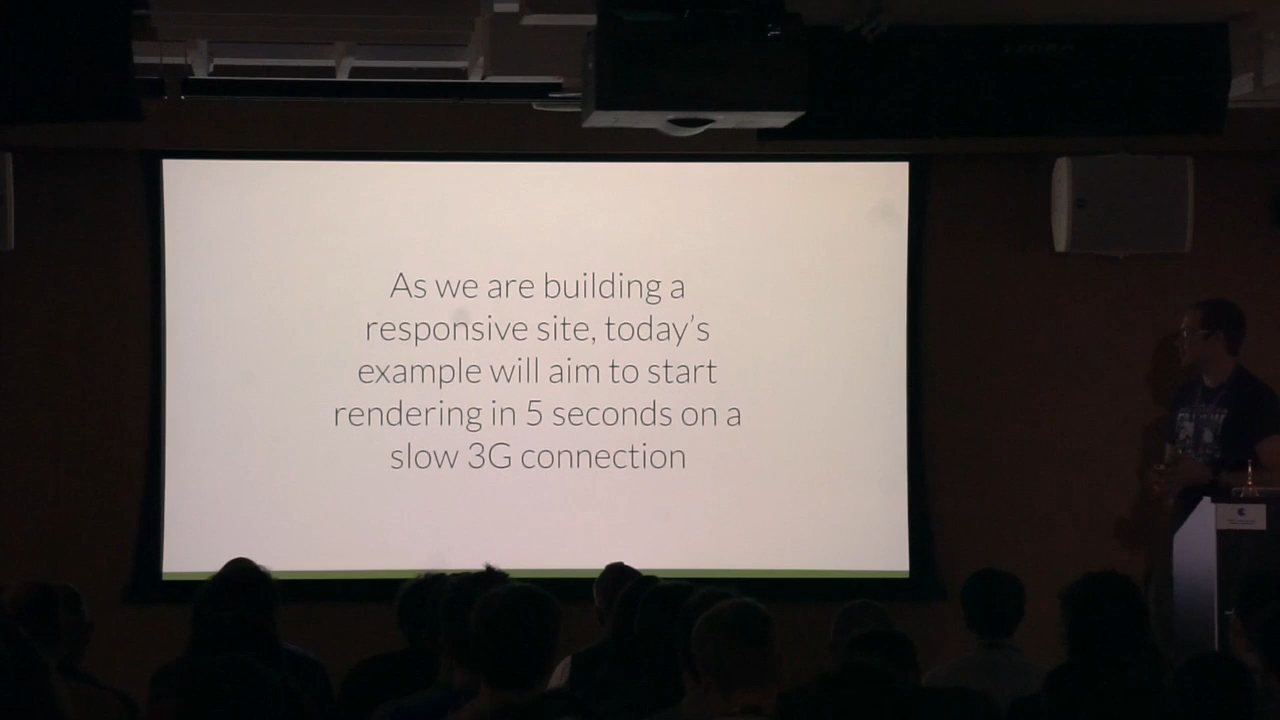 As we are building a
responsive site, today's
example will aim to start
rendering in 5 seconds on a
slow 3G connection